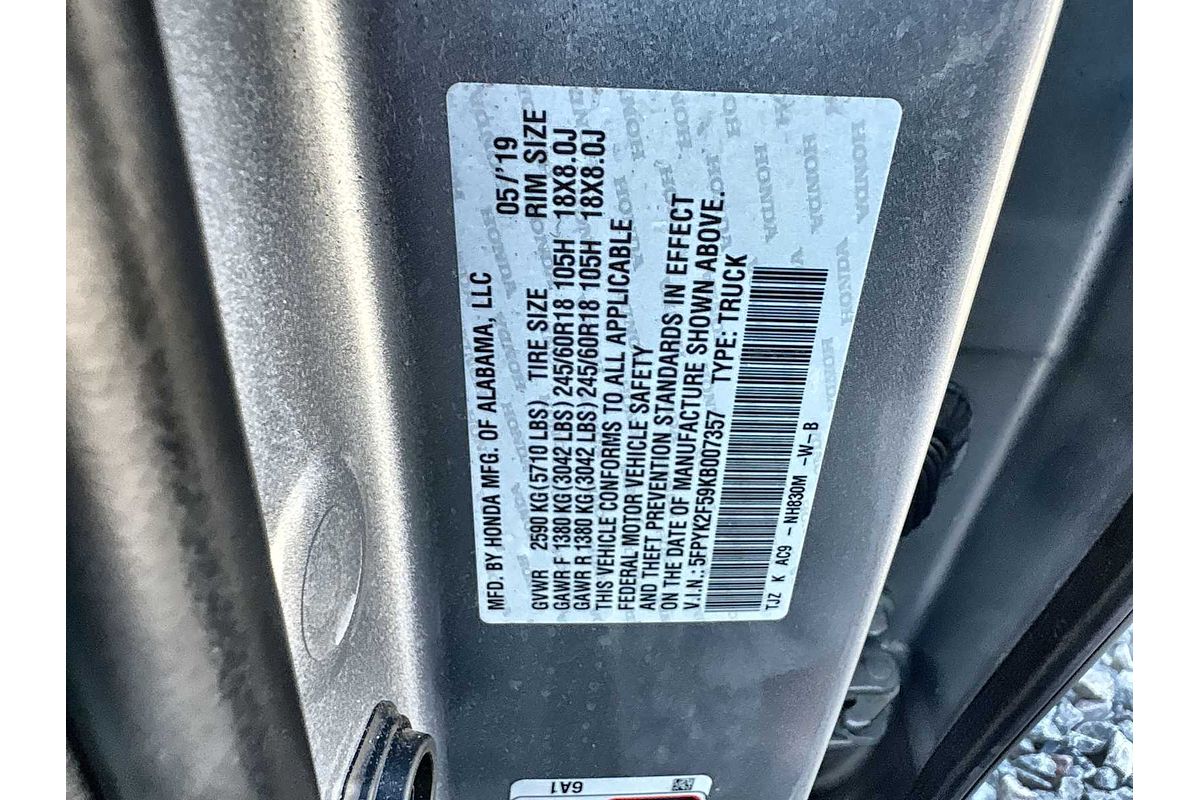 MFD. BY HONDA MFG. OF ALABAMA, LLC 05/'19
GVWR 2590 KG (5710 LBS) TIRE SIZE RIM SIZE
GAWR F 1380 KG (3042 LBS) 245/60R18 105H 18X8.0J
GAWR R 1380 KG (3042 LBS) 245/60R18 105H 18X8.0J
THIS VEHICLE CONFORMS TO ALL APPLICABLE
FEDERAL MOTOR VEHICLE SAFETY
AND THEFT PREVENTION STANDARDS IN EFFECT
ON THE DATE OF MANUFACTURE SHOWN ABOVE.
V.I.N.: 5FPYK2F59KB007357 TYPE: TRUCK
TJZ K AC9 -NH830M -W-B
6A1